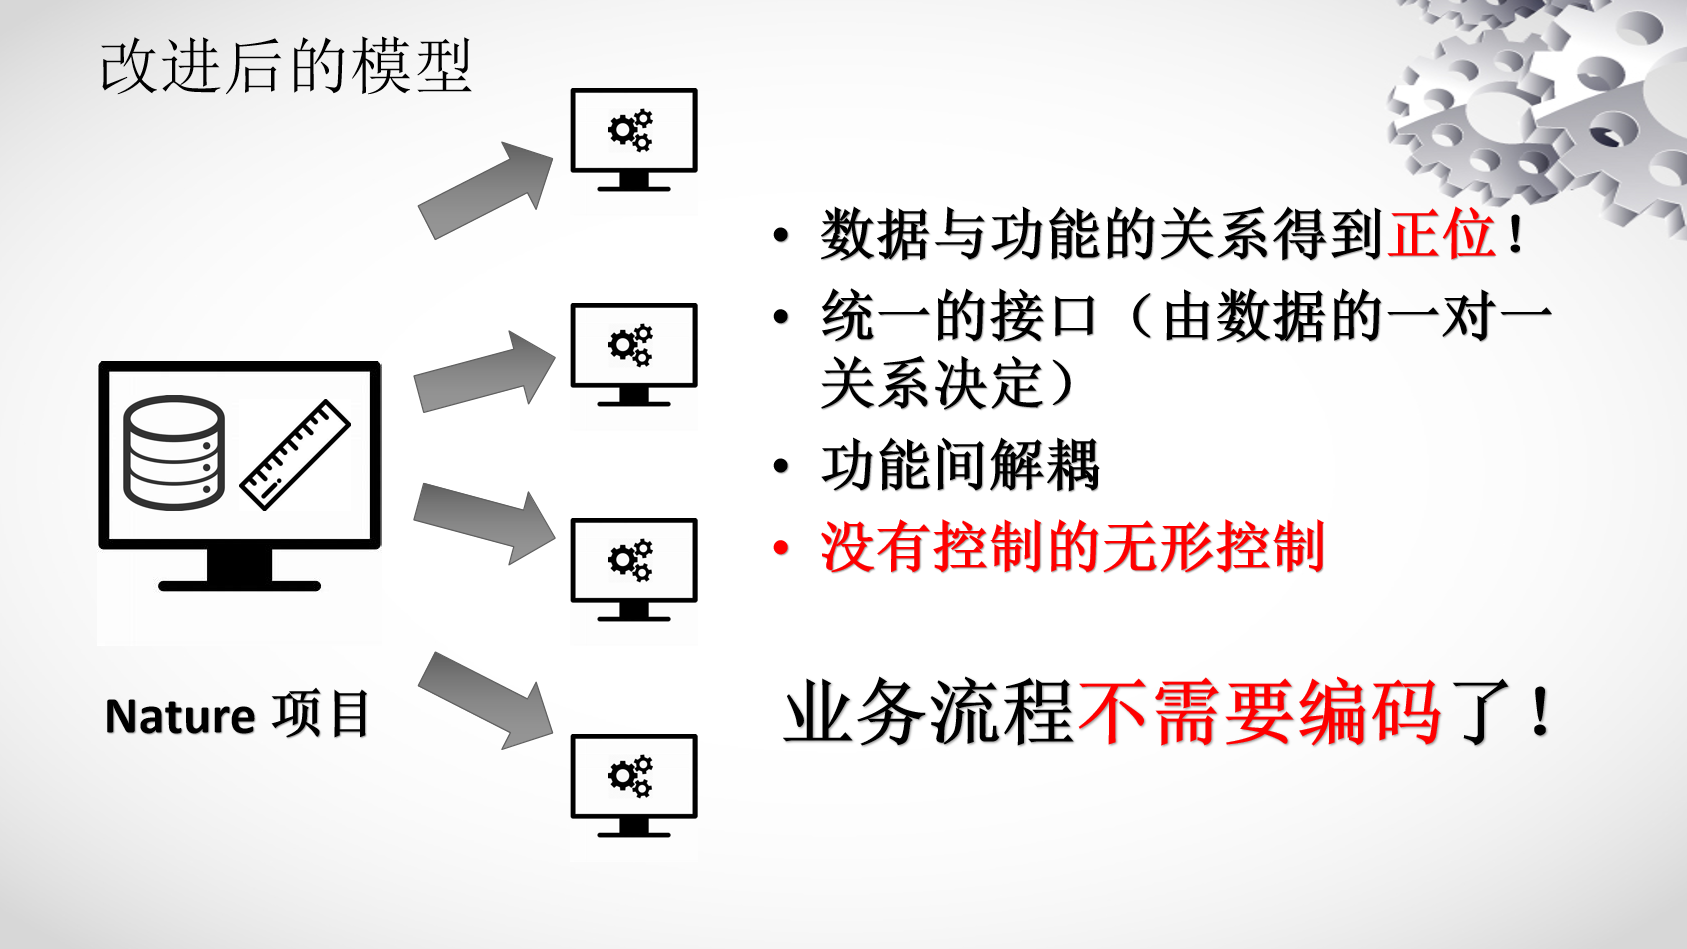 改进后的模型
• 数据与功能的关系得到正位！
• 统一的接口（由数据的一对一
关系决定）
• 功能间解耦
• 没有控制的无形控制
Nature 项目
业务流程不需要编码了！